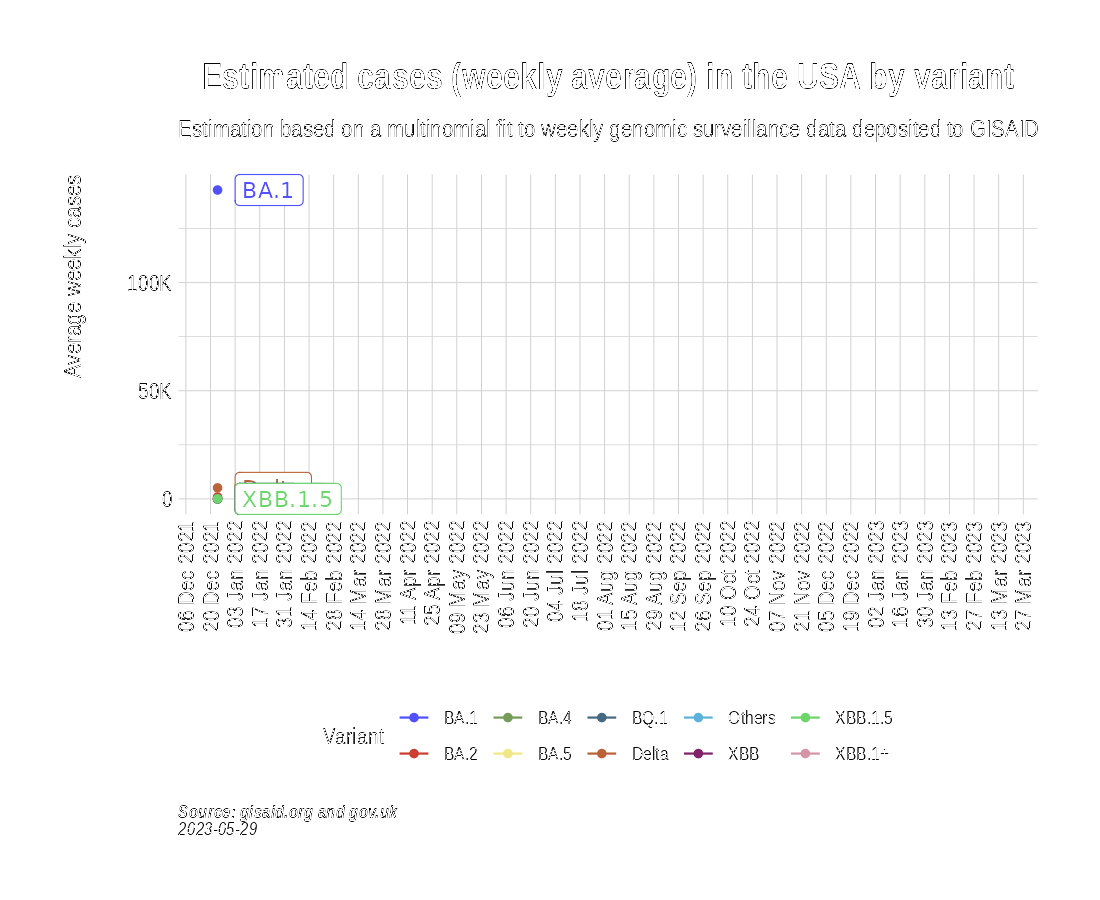 Estimated cases (weekly average) in the USA by variant
Estimation based on a multinomial fit to weekly genomic surveillance data deposited to GISAID
Average weekly cases
100K
50K
0
BA.1
XBB.1.5
06 Dec 2021
20 Dec 2021
03 Jan 2022
17 Jan 2022
31 Jan 2022
14 Feb 2022
28 Feb 2022
14 Mar 2022
28 Mar 2022
11 Apr 2022
25 Apr 2022
09 May 2022
23 May 2022
06 Jun 2022
20 Jun 2022
04 Jul 2022
18 Jul 2022
01 Aug 2022
15 Aug 2022
29 Aug 2022
12 Sep 2022
26 Sep 2022
10 Oct 2022
24 Oct 2022
07 Nov 2022
21 Nov 2022
05 Dec 2022
19 Dec 2022
02 Jan 2023
16 Jan 2023
30 Jan 2023
13 Feb 2023
27 Feb 2023
13 Mar 2023
27 Mar 2023
Variant
BA.1 BA.4 BQ.1 Others XBB.1.5
BA.2 BA.5 Delta XBB XBB.1+
Source: gisaid.org and gov.uk
2023-05-29